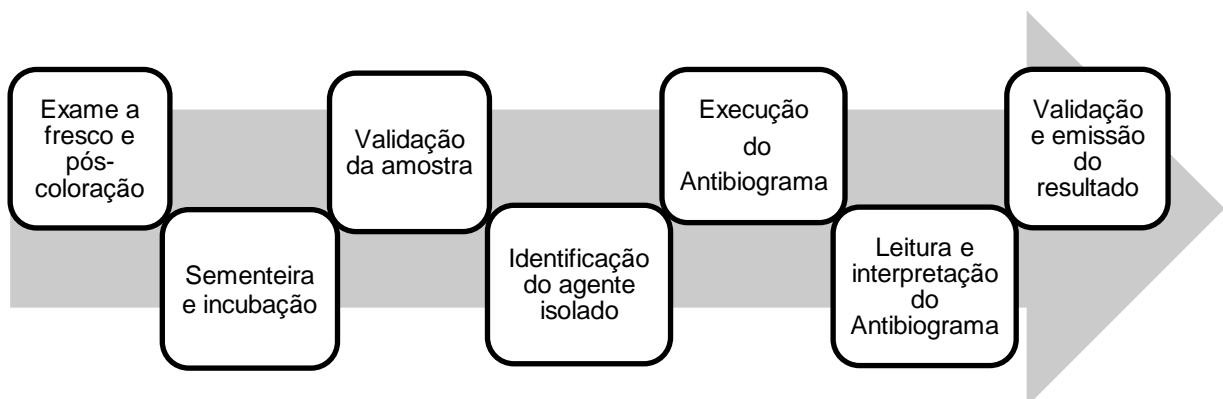 Exame a
fresco e
pós-
coloração
Sementeira
e incubação
Validação
da amostra
Identificação
do agente
isolado
Execução
do
Antibiograma
Leitura e
interpretação
do
Antibiograma
Validação
e emissão
do
resultado